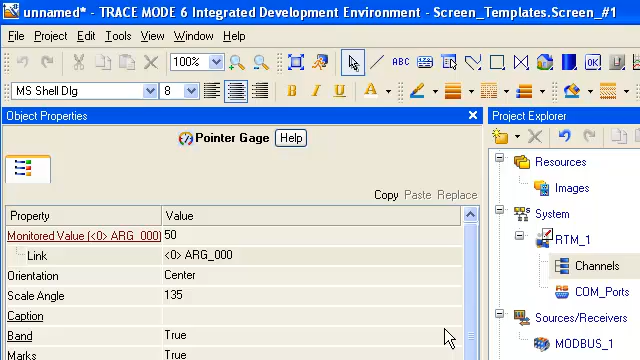 unnamed* - TRACE MODE 6 Integrated Development Environment - Screen_Templates.Screen_#1
File Project Edit Tools View Window Help
100% ABC
MS Shell Dlg 8 B I U A
Object Properties
Project Explorer
Pointer Gage Help
Resources
Images
Copy Paste Replace
System
Property Value
Monitored Value (<0> ARG_000) 50
RTM_1
Link <0> ARG_000
Channels
Orientation Center
RS COM_Ports
Scale Angle 135
Caption
Sources/Receivers
Band True
MODBUS_1
Marks True